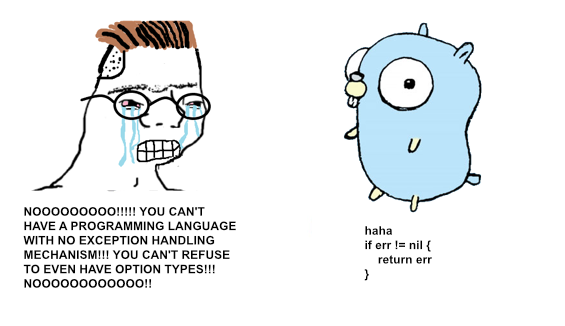 NOOOOOOOOO!!!!! YOU CAN'T
HAVE A PROGRAMMING LANGUAGE
WITH NO EXCEPTION HANDLING
MECHANISM!!! YOU CAN'T REFUSE
TO EVEN HAVE OPTION TYPES!!!
NOOOOOOOOOOOO!!
haha
if err != nil {
    return err
}